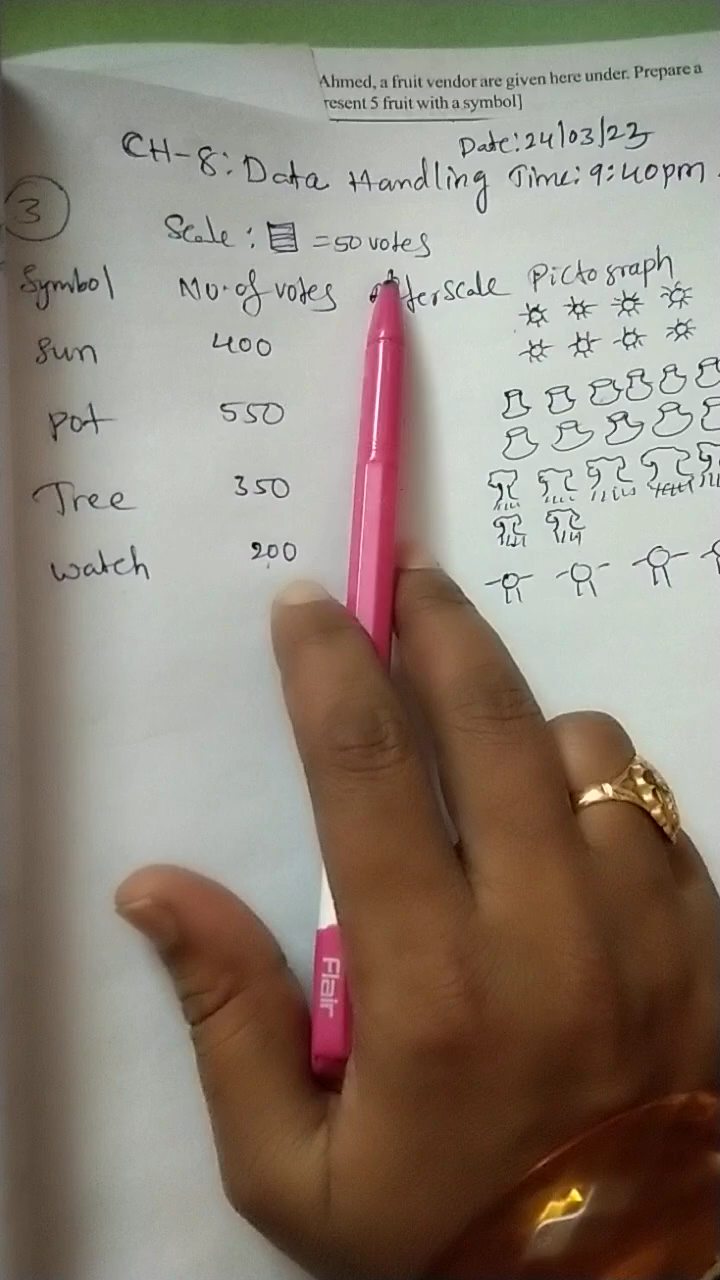 Ahmed, a fruit vendor are given here under. Prepare a
resent 5 fruit with a symbol]
Date: 24/03/23
CH-8: Data Handling Time: 9:40pm.
3
Scale: = 50 votes
Symbol No. of votes after scale Pictograph
Sun 400
Pot 550
Tree 350
watch 200
Flair